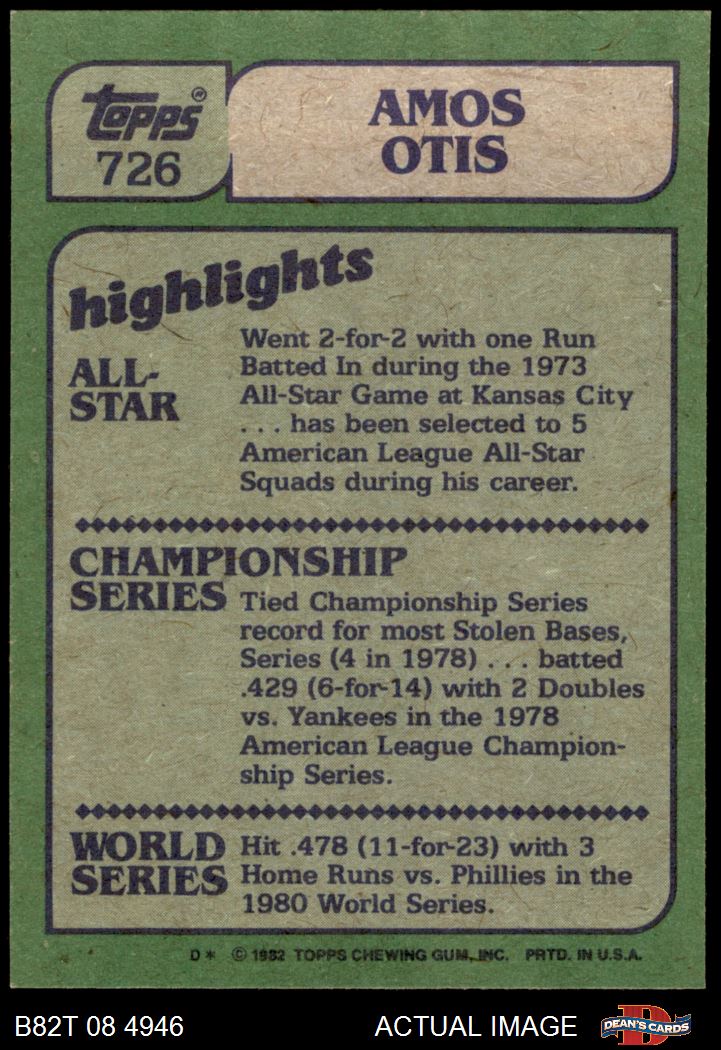 Topps®
726
AMOS
OTIS
highlights
ALL-
STAR
Went 2-for-2 with one Run
Batted In during the 1973
All-Star Game at Kansas City
. . . has been selected to 5
American League All-Star
Squads during his career.
CHAMPIONSHIP
SERIES
Tied Championship Series
record for most Stolen Bases,
Series (4 in 1978) . . . batted
.429 (6-for-14) with 2 Doubles
vs. Yankees in the 1978
American League Champion-
ship Series.
WORLD
SERIES
Hit .478 (11-for-23) with 3
Home Runs vs. Phillies in the
1980 World Series.
D* © 1982 TOPPS CHEWING GUM, INC. PRTD. IN U.S.A.
B82T 08 4946
ACTUAL IMAGE
D
DEAN'S CARDS